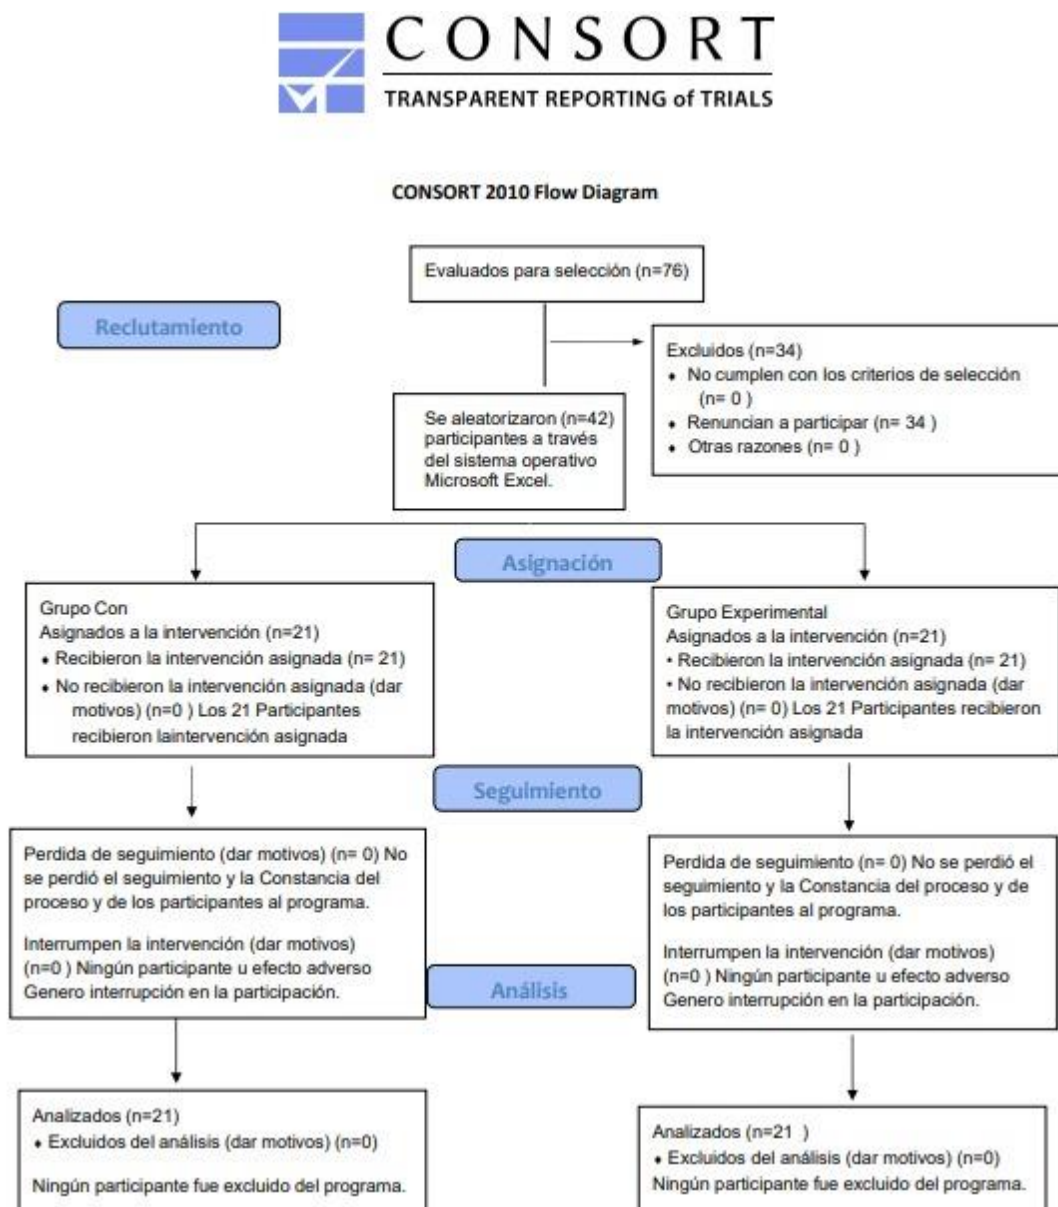 CONSORT
TRANSPARENT REPORTING of TRIALS
CONSORT 2010 Flow Diagram
Evaluados para selección (n=76)
Reclutamiento
Excluidos (n=34)
⬧ No cumplen con los criterios de selección
(n= 0 )
⬧ Renuncian a participar (n= 34 )
⬧ Otras razones (n= 0 )
Se aleatorizaron (n=42)
participantes a través
del sistema operativo
Microsoft Excel.
Asignación
Grupo Con
Asignados a la intervención (n=21)
⬧ Recibieron la intervención asignada (n= 21)
⬧ No recibieron la intervención asignada (dar
motivos) (n=0 ) Los 21 Participantes
recibieron laintervención asignada
Grupo Experimental
Asignados a la intervención (n=21)
• Recibieron la intervención asignada (n= 21)
• No recibieron la intervención asignada (dar
motivos) (n= 0) Los 21 Participantes recibieron
la intervención asignada
Seguimiento
Perdida de seguimiento (dar motivos) (n= 0) No
se perdió el seguimiento y la Constancia del
proceso y de los participantes al programa.
Interrumpen la intervención (dar motivos)
(n=0 ) Ningún participante u efecto adverso
Genero interrupción en la participación.
Perdida de seguimiento (n= 0) No se perdió el
seguimiento y la Constancia del proceso y de
los participantes al programa.
Interrumpen la intervención (dar motivos)
(n=0 ) Ningún participante u efecto adverso
Genero interrupción en la participación.
Análisis
Analizados (n=21)
⬧ Excluidos del análisis (dar motivos) (n=0)
Ningún participante fue excluido del programa.
Analizados (n=21 )
⬧ Excluidos del análisis (dar motivos) (n=0)
Ningún participante fue excluido del programa.